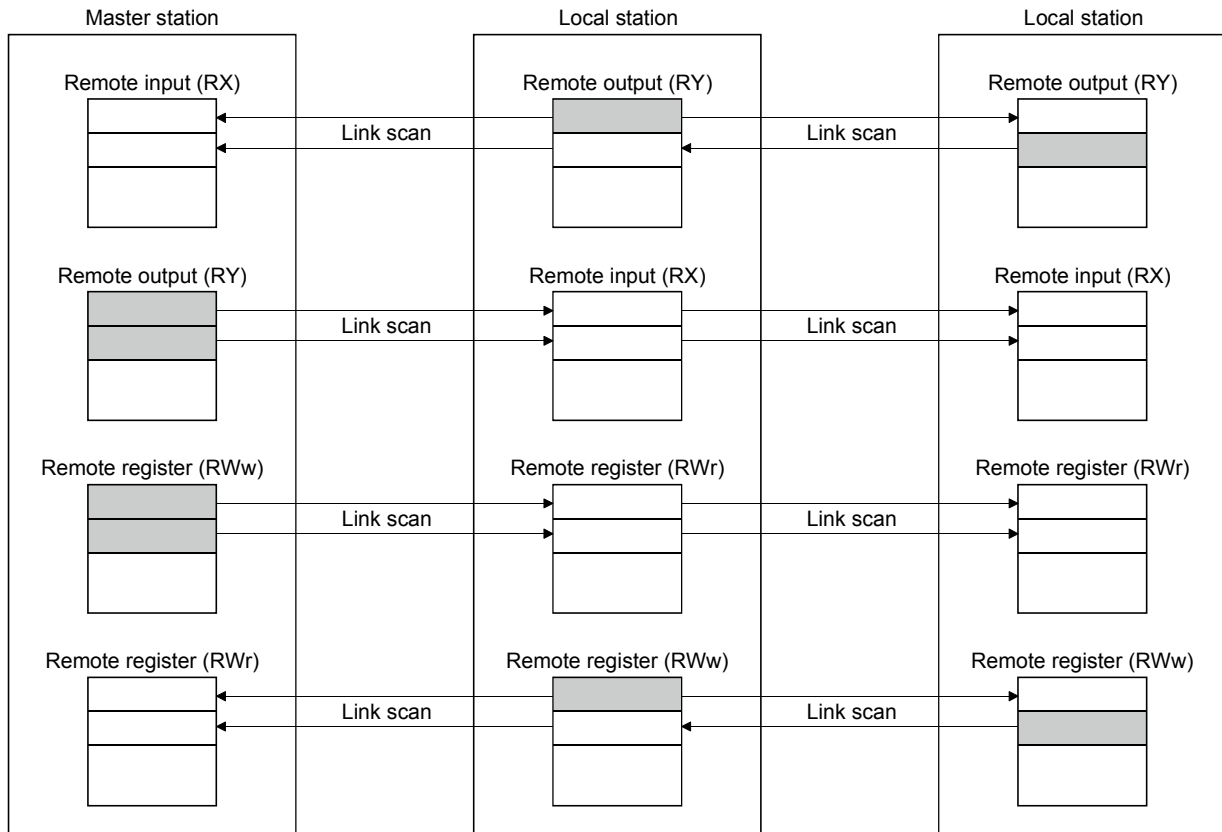 Master station
Local station
Local station
Remote input (RX)
Remote output (RY)
Remote output (RY)
Link scan
Link scan
Remote output (RY)
Remote input (RX)
Remote input (RX)
Link scan
Link scan
Remote register (RWw)
Remote register (RWr)
Remote register (RWr)
Link scan
Link scan
Remote register (RWr)
Remote register (RWw)
Remote register (RWw)
Link scan
Link scan